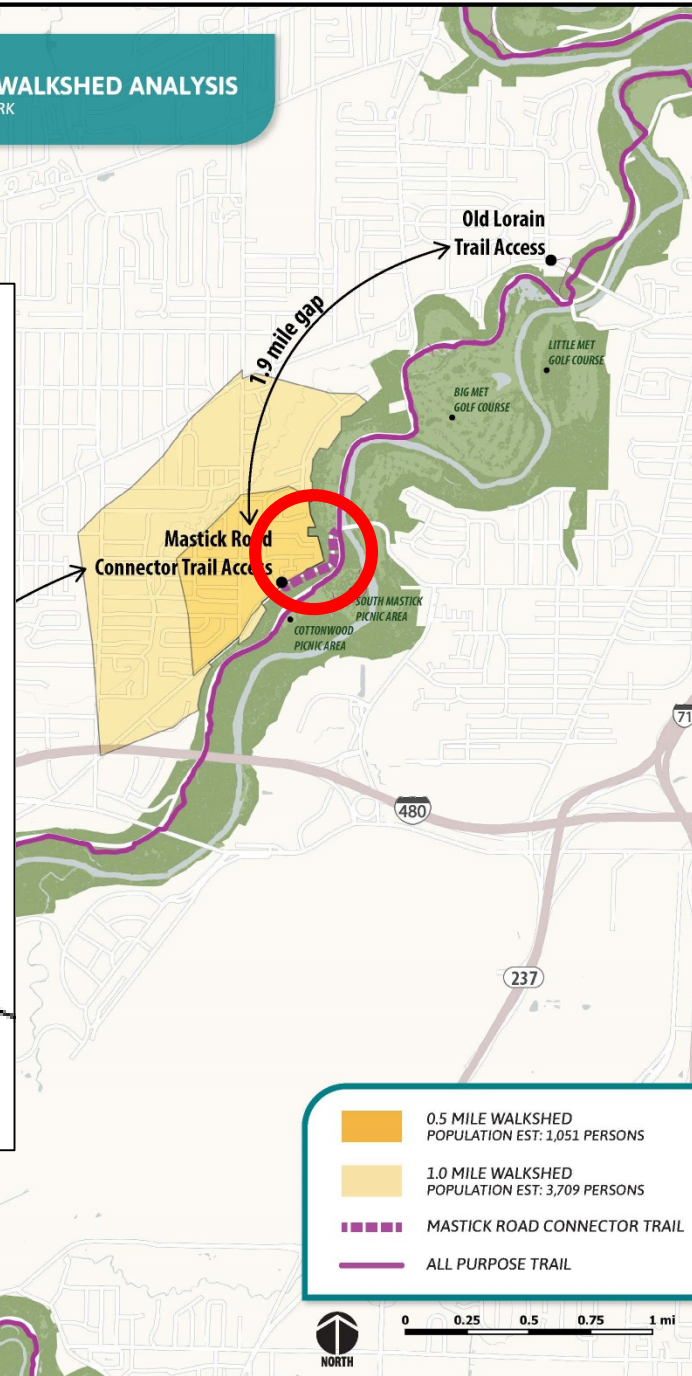 WALKSHED ANALYSIS
RK
Old Lorain
Trail Access
1.9 mile gap
LITTLE MET
GOLF COURSE
BIG MET
GOLF COURSE
Mastick Road
Connector Trail Access
SOUTH MASTICK
PICNIC AREA
COTTONWOOD
PICNIC AREA
71
480
237
0.5 MILE WALKSHED
POPULATION EST: 1,051 PERSONS
1.0 MILE WALKSHED
POPULATION EST: 3,709 PERSONS
MASTICK ROAD CONNECTOR TRAIL
ALL PURPOSE TRAIL
NORTH
0 0.25 0.5 0.75 1 mi